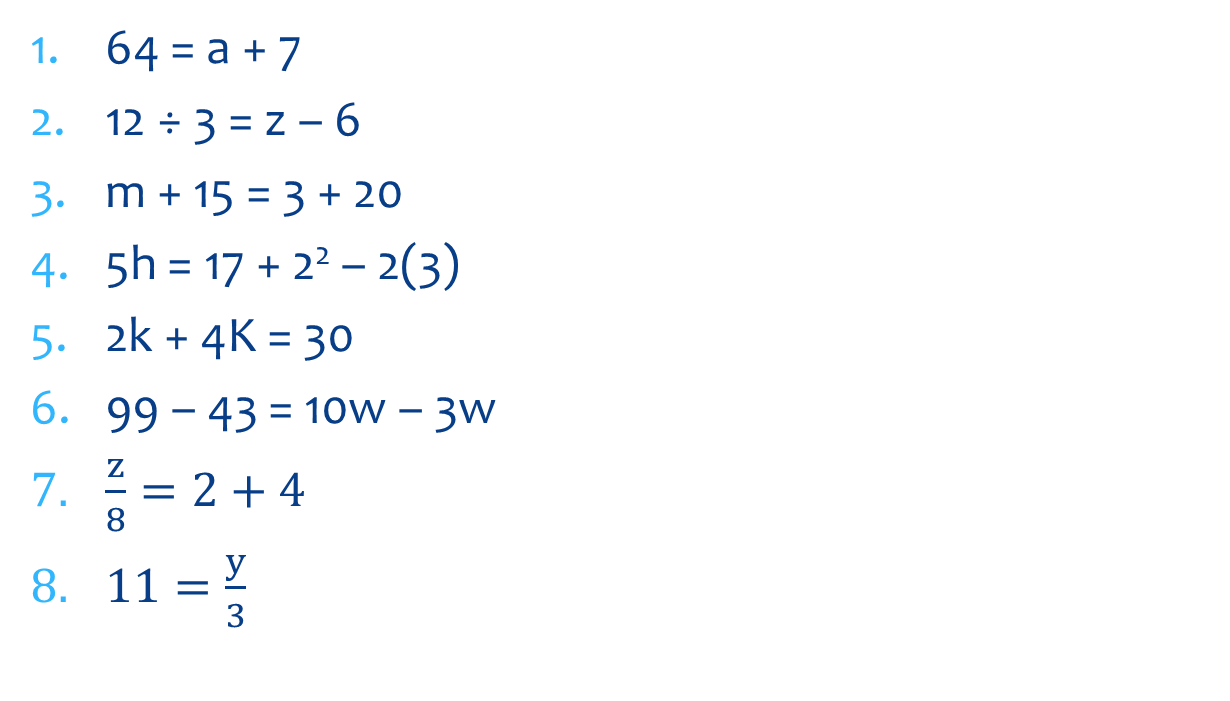 1. 64 = a + 7
2. 12 ÷ 3 = z – 6
3. m + 15 = 3 + 20
4. 5h = 17 + 2² – 2(3)
5. 2k + 4K = 30
6. 99 – 43 = 10w – 3w
7. z/8 = 2 + 4
8. 11 = y/3